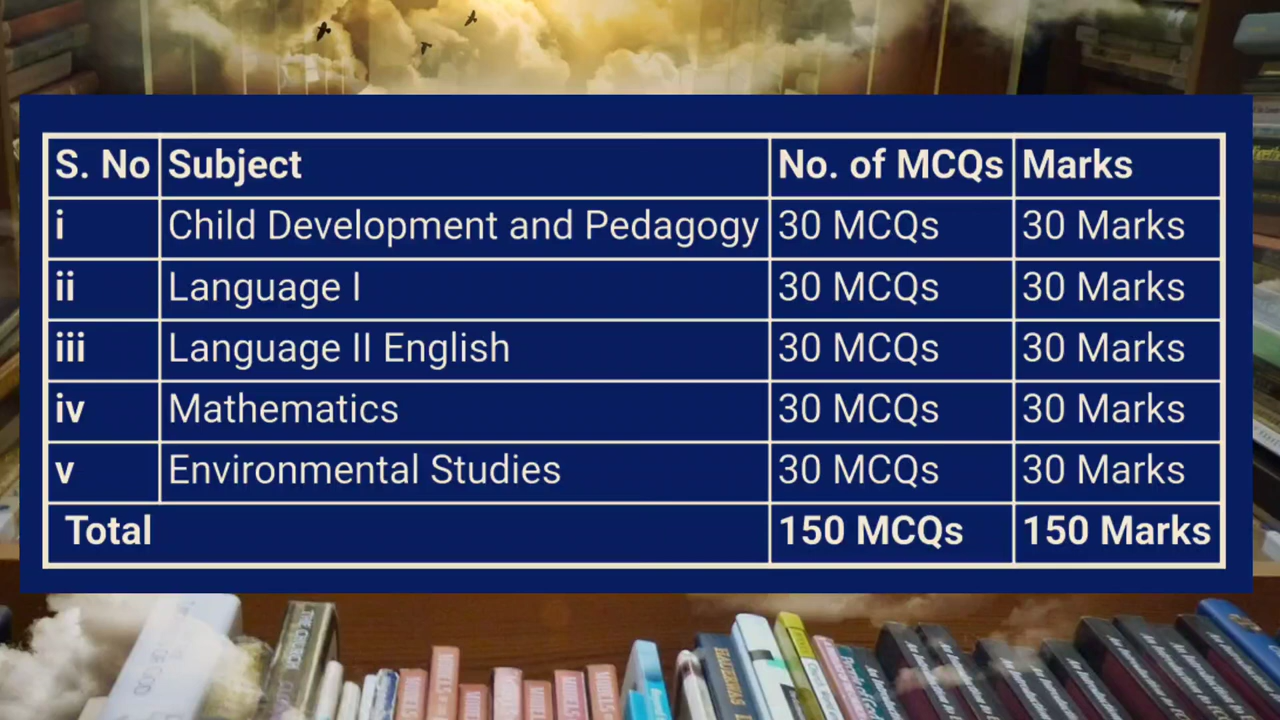 S. No Subject No. of MCQs Marks
i Child Development and Pedagogy 30 MCQs 30 Marks
ii Language I 30 MCQs 30 Marks
iii Language II English 30 MCQs 30 Marks
iv Mathematics 30 MCQs 30 Marks
v Environmental Studies 30 MCQs 30 Marks
Total 150 MCQs 150 Marks